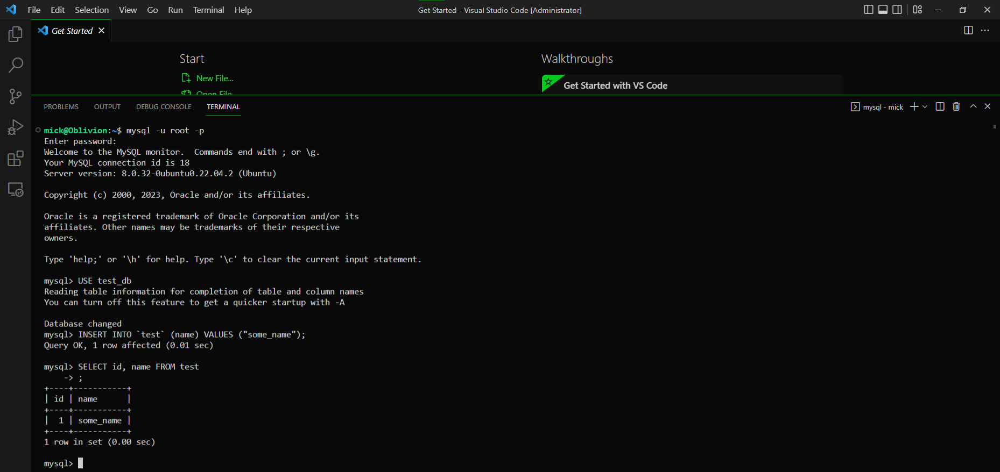 File Edit Selection View Go Run Terminal Help
Get Started - Visual Studio Code [Administrator]
Get Started
Start
Walkthroughs
New File...
Get Started with VS Code
Open File...
PROBLEMS OUTPUT DEBUG CONSOLE TERMINAL
mysql - mick
mick@Oblivion:~$ mysql -u root -p
Enter password:
Welcome to the MySQL monitor.  Commands end with ; or \g.
Your MySQL connection id is 18
Server version: 8.0.32-0ubuntu0.22.04.2 (Ubuntu)
Copyright (c) 2000, 2023, Oracle and/or its affiliates.
Oracle is a registered trademark of Oracle Corporation and/or its
affiliates. Other names may be trademarks of their respective
owners.
Type 'help;' or '\h' for help. Type '\c' to clear the current input statement.
mysql> USE test_db
Reading table information for completion of table and column names
You can turn off this feature to get a quicker startup with -A
Database changed
mysql> INSERT INTO `test` (name) VALUES ("some_name");
Query OK, 1 row affected (0.01 sec)
mysql> SELECT id, name FROM test
    -> ;
+----+-----------+
| id | name      |
+----+-----------+
|  1 | some_name |
+----+-----------+
1 row in set (0.00 sec)
mysql>